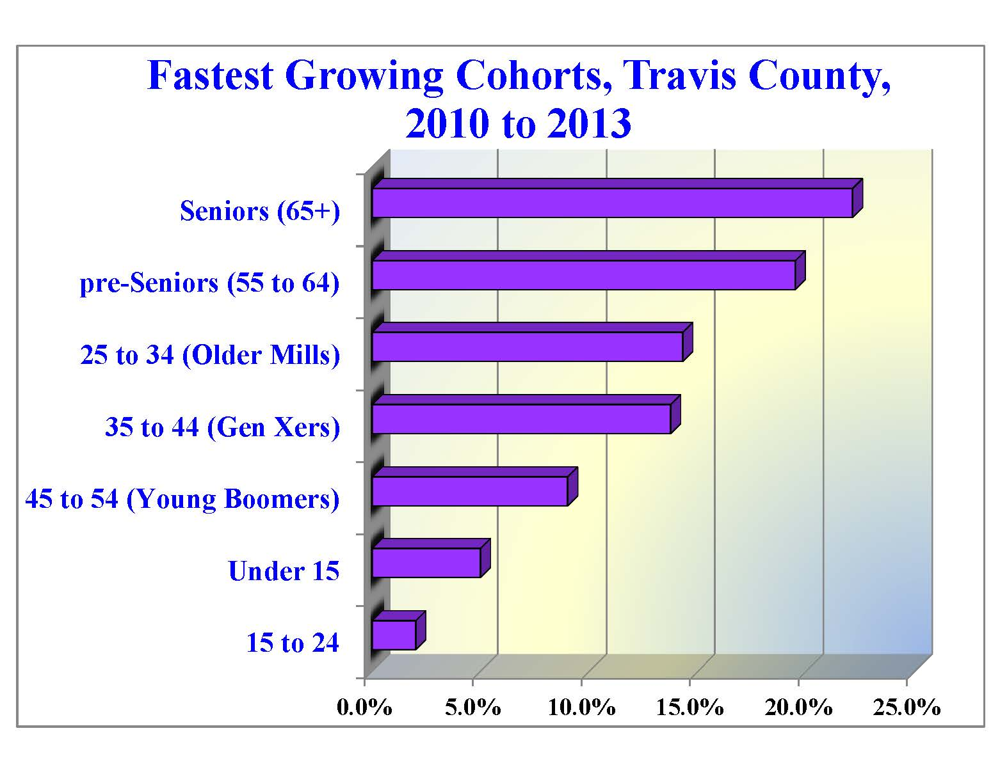 Fastest Growing Cohorts, Travis County,
2010 to 2013
Seniors (65+)
pre-Seniors (55 to 64)
25 to 34 (Older Mills)
35 to 44 (Gen Xers)
45 to 54 (Young Boomers)
Under 15
15 to 24
0.0% 5.0% 10.0% 15.0% 20.0% 25.0%